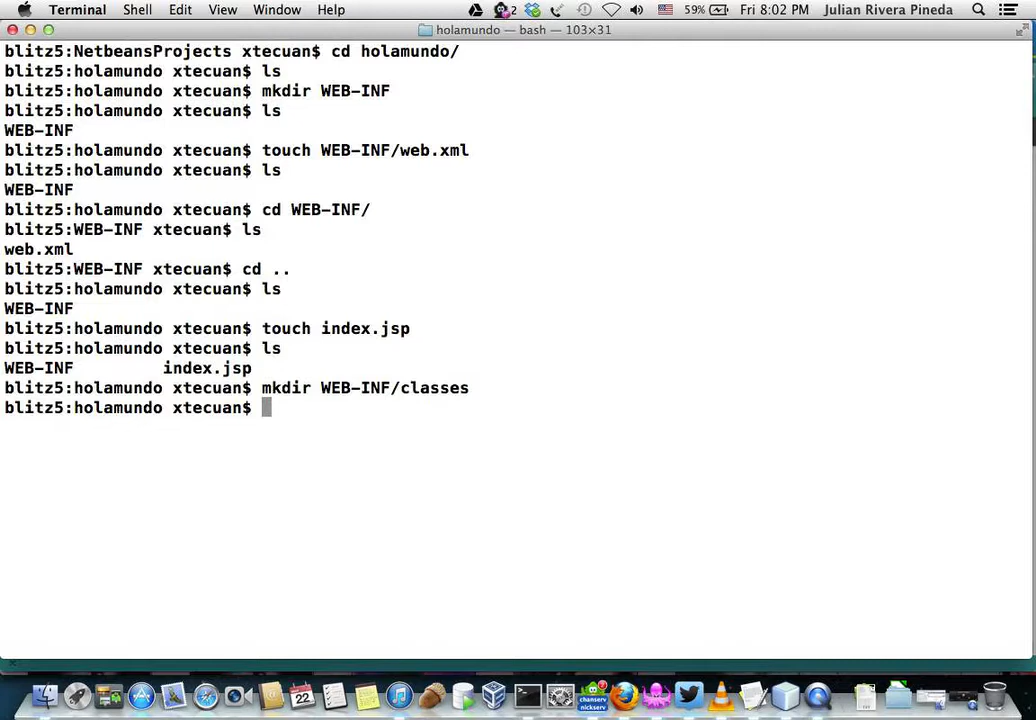 Terminal Shell Edit View Window Help 2 59% Fri 8:02 PM Julian Rivera Pineda
holamundo — bash — 103×31
blitz5:NetbeansProjects xtecuan$ cd holamundo/
blitz5:holamundo xtecuan$ ls
blitz5:holamundo xtecuan$ mkdir WEB-INF
blitz5:holamundo xtecuan$ ls
WEB-INF
blitz5:holamundo xtecuan$ touch WEB-INF/web.xml
blitz5:holamundo xtecuan$ ls
WEB-INF
blitz5:holamundo xtecuan$ cd WEB-INF/
blitz5:WEB-INF xtecuan$ ls
web.xml
blitz5:WEB-INF xtecuan$ cd ..
blitz5:holamundo xtecuan$ ls
WEB-INF
blitz5:holamundo xtecuan$ touch index.jsp
blitz5:holamundo xtecuan$ ls
WEB-INF index.jsp
blitz5:holamundo xtecuan$ mkdir WEB-INF/classes
blitz5:holamundo xtecuan$
22
chanserv
nickserv